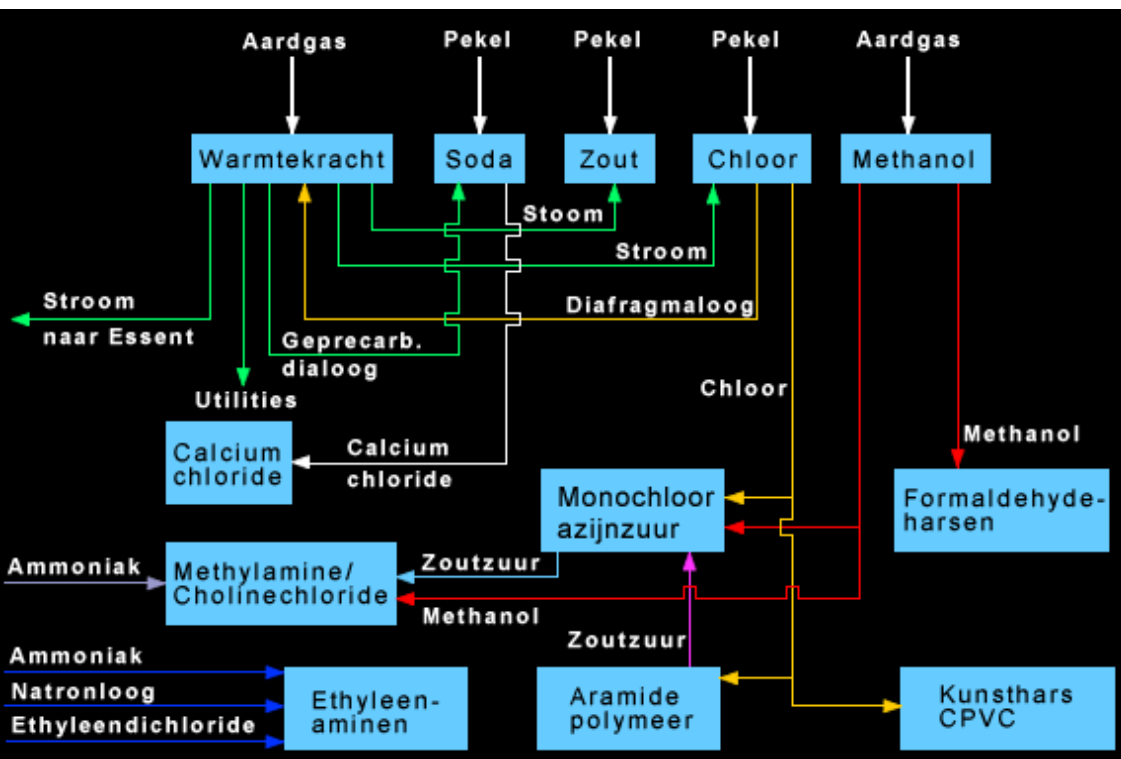 Aardgas
Pekel
Pekel
Pekel
Aardgas
Warmtekracht
Soda
Zout
Chloor
Methanol
Stoom
Stroom
Diafragmaloog
Stroom
naar Essent
Geprecarb.
dialoog
Utilities
Chloor
Methanol
Calcium
chloride
Calcium
chloride
Monochloor
azijnzuur
Formaldehyde-
harsen
Ammoniak
Methylamine/
Cholinechloride
Zoutzuur
Methanol
Zoutzuur
Ammoniak
Natronloog
Ethyleendichloride
Ethyleen-
aminen
Aramide
polymeer
Kunsthars
CPVC